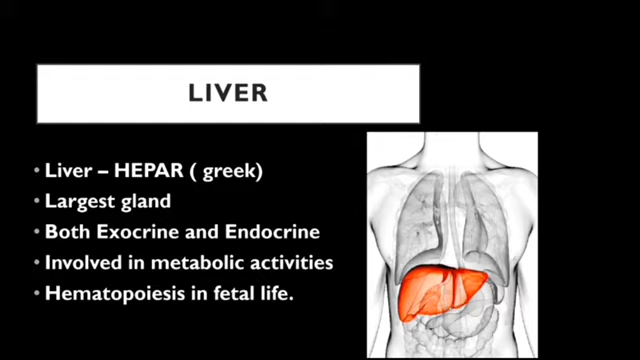 LIVER
• Liver – HEPAR ( greek)
• Largest gland
• Both Exocrine and Endocrine
• Involved in metabolic activities
• Hematopoiesis in fetal life.